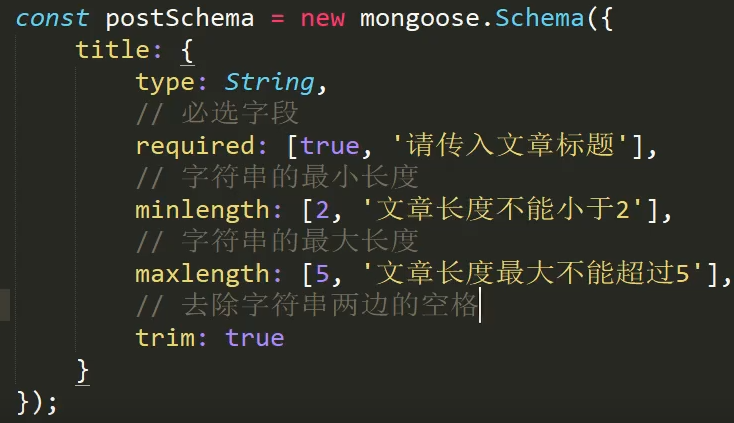 const postSchema = new mongoose.Schema({
    title: {
        type: String,
        // 必选字段
        required: [true, '请传入文章标题'],
        // 字符串的最小长度
        minlength: [2, '文章长度不能小于2'],
        // 字符串的最大长度
        maxlength: [5, '文章长度最大不能超过5'],
        // 去除字符串两边的空格
        trim: true
    }
});